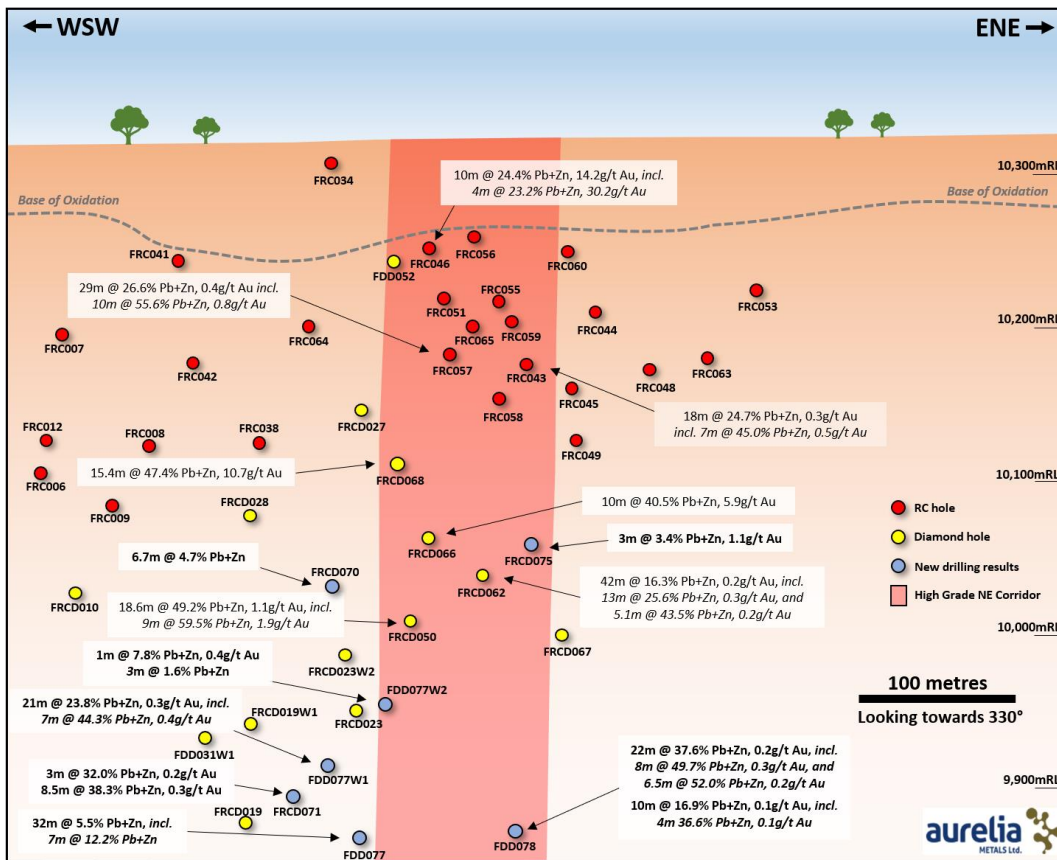 ← WSW
ENE →
FRC034
10,300mRL
10m @ 24.4% Pb+Zn, 14.2g/t Au, incl.
4m @ 23.2% Pb+Zn, 30.2g/t Au
Base of Oxidation
Base of Oxidation
FRC041
FDD052
FRC046
FRC056
FRC060
29m @ 26.6% Pb+Zn, 0.4g/t Au incl.
10m @ 55.6% Pb+Zn, 0.8g/t Au
FRC051
FRC055
FRC053
FRC007
FRC064
FRC065
FRC059
FRC044
10,200mRL
FRC042
FRC057
FRC043
FRC048
FRC063
FRC058
FRC045
FRCD027
18m @ 24.7% Pb+Zn, 0.3g/t Au
incl. 7m @ 45.0% Pb+Zn, 0.5g/t Au
FRC012
FRC008
FRC038
FRC049
15.4m @ 47.4% Pb+Zn, 10.7g/t Au
FRCD068
10,100mRL
FRC006
FRC009
FRCD028
10m @ 40.5% Pb+Zn, 5.9g/t Au
RC hole
Diamond hole
New drilling results
High Grade NE Corridor
FRCD066
FRCD075
3m @ 3.4% Pb+Zn, 1.1g/t Au
6.7m @ 4.7% Pb+Zn
FRCD070
FRCD062
42m @ 16.3% Pb+Zn, 0.2g/t Au, incl.
13m @ 25.6% Pb+Zn, 0.3g/t Au, and
5.1m @ 43.5% Pb+Zn, 0.2g/t Au
FRCD010
18.6m @ 49.2% Pb+Zn, 1.1g/t Au, incl.
9m @ 59.5% Pb+Zn, 1.9g/t Au
FRCD050
FRCD067
10,000mRL
1m @ 7.8% Pb+Zn, 0.4g/t Au
3m @ 1.6% Pb+Zn
FRCD023W2
FDD077W2
100 metres
Looking towards 330°
21m @ 23.8% Pb+Zn, 0.3g/t Au, incl.
7m @ 44.3% Pb+Zn, 0.4g/t Au
FRCD019W1
FRCD023
FDD031W1
FDD077W1
22m @ 37.6% Pb+Zn, 0.2g/t Au, incl.
8m @ 49.7% Pb+Zn, 0.3g/t Au, and
6.5m @ 52.0% Pb+Zn, 0.2g/t Au
10m @ 16.9% Pb+Zn, 0.1g/t Au, incl.
4m 36.6% Pb+Zn, 0.1g/t Au
9,900mRL
3m @ 32.0% Pb+Zn, 0.2g/t Au
8.5m @ 38.3% Pb+Zn, 0.3g/t Au
FRCD071
FRCD019
32m @ 5.5% Pb+Zn, incl.
7m @ 12.2% Pb+Zn
FDD077
FDD078
aurelia
METALS Ltd.